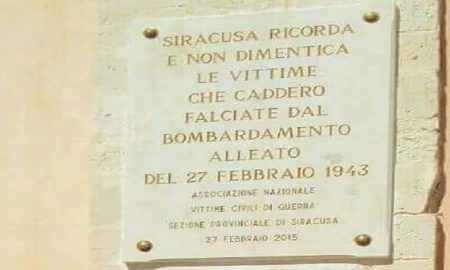 SIRACUSA RICORDA
E NON DIMENTICA
LE VITTIME
CHE CADDERO
FALCIATE DAL
BOMBARDAMENTO
ALLEATO
DEL 27 FEBBRAIO 1943
ASSOCIAZIONE NAZIONALE
VITTIME CIVILI DI GUERRA
SEZIONE PROVINCIALE DI SIRACUSA
27 FEBBRAIO 2015